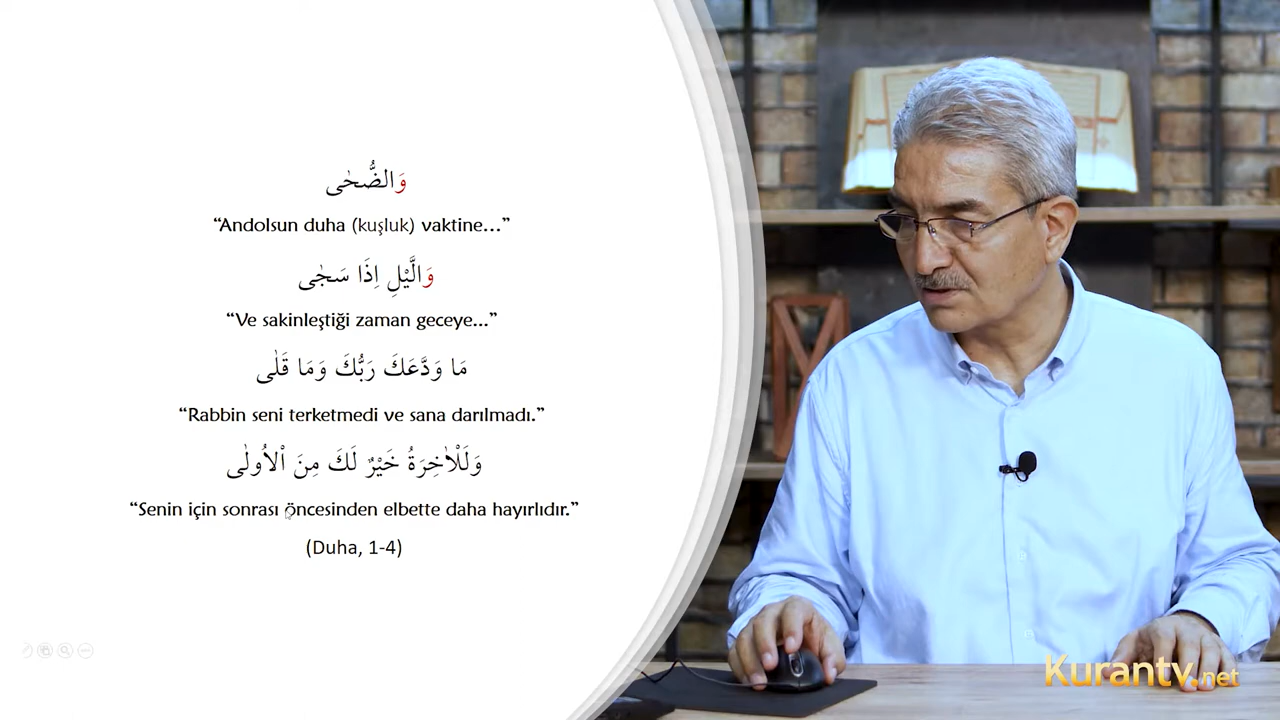 وَالضُّحٰى
“Andolsun duha (kuşluk) vaktine...”
وَالَّيْلِ اِذَا سَجٰى
“Ve sakinleştiği zaman geceye...”
مَا وَدَّعَكَ رَبُّكَ وَمَا قَلٰى
“Rabbin seni terketmedi ve sana darılmadı.”
وَلَلْاٰخِرَةُ خَيْرٌ لَكَ مِنَ الْاُولٰى
“Senin için sonrası öncesinden elbette daha hayırlıdır.”
(Duha, 1-4)
Kurantv.net